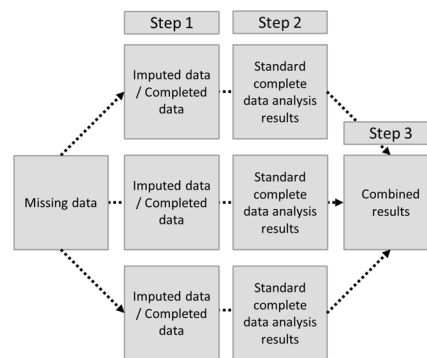 Step 1
Step 2
Imputed data
/ Completed
data
Standard
complete
data analysis
results
Step 3
Missing data
Imputed data
/ Completed
data
Standard
complete
data analysis
results
Combined
results
Imputed data
/ Completed
data
Standard
complete
data analysis
results